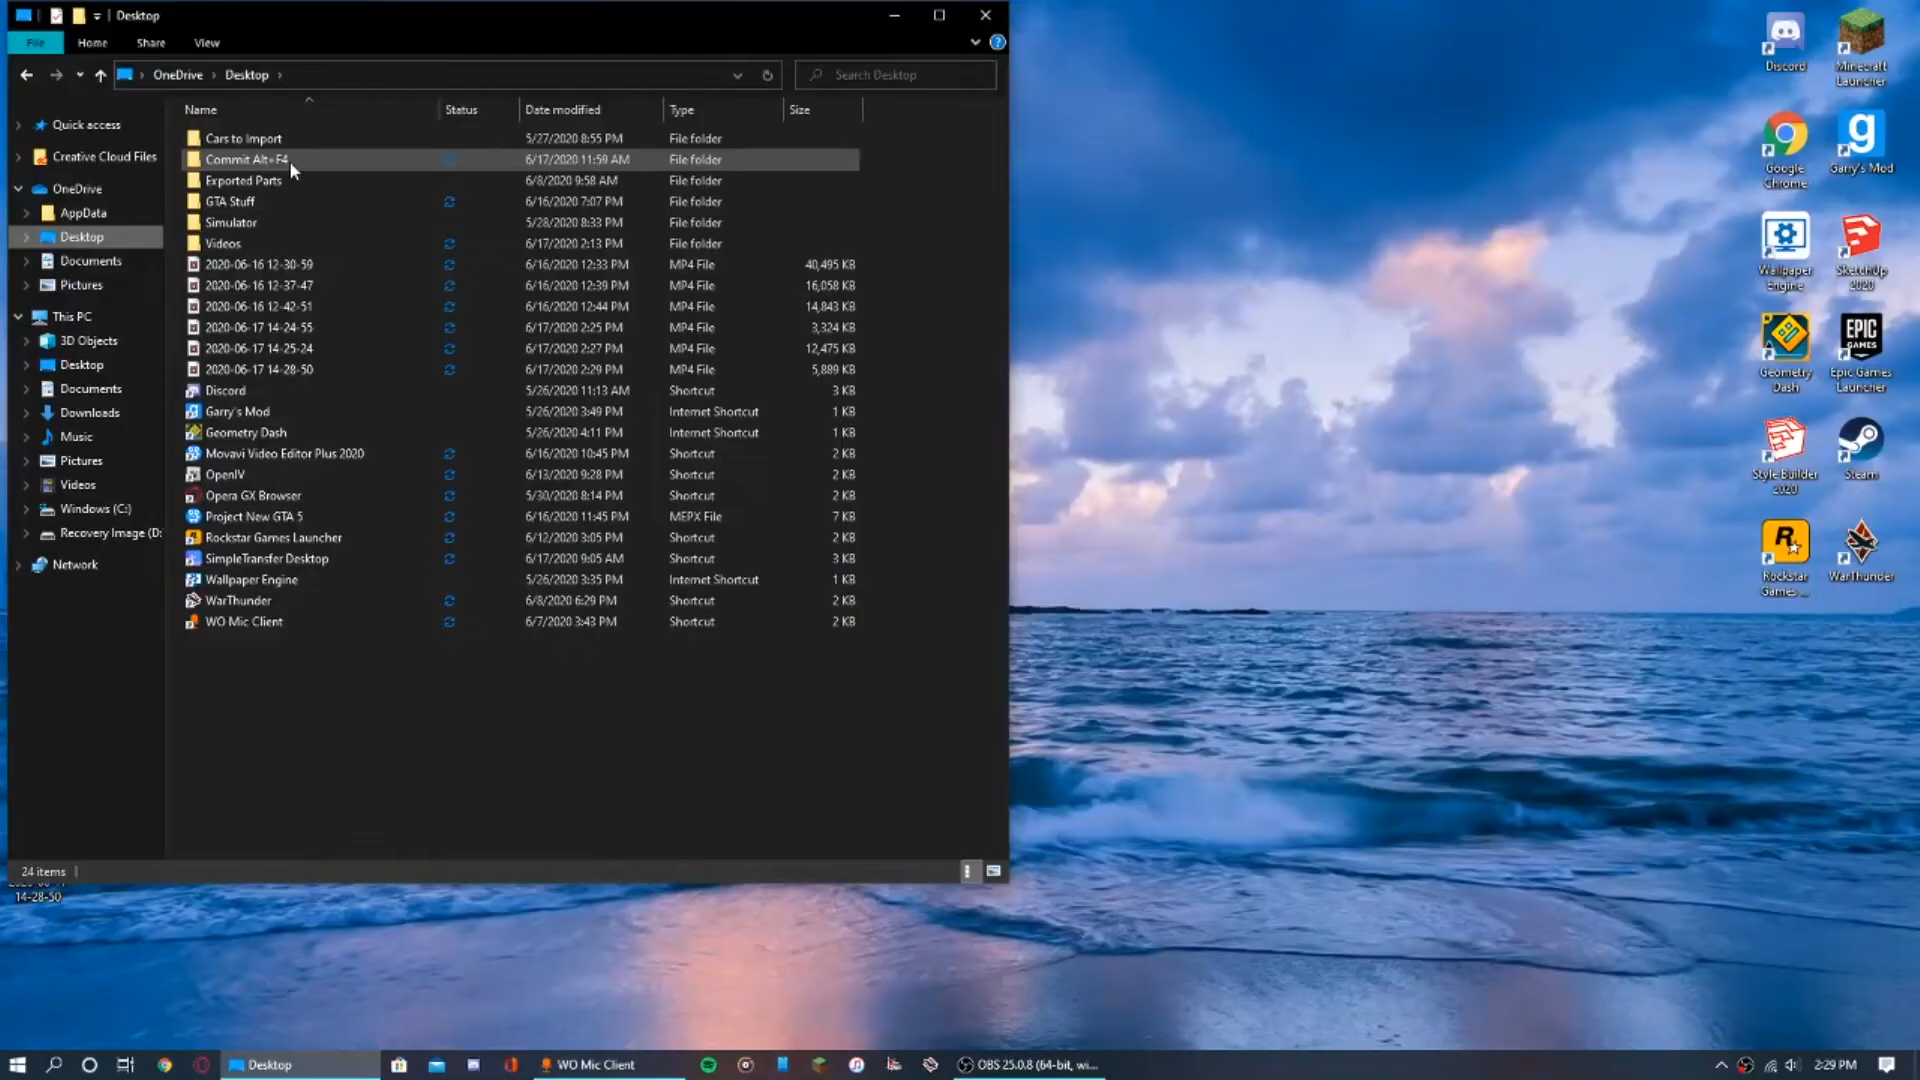 Desktop
File Home Share View
OneDrive Desktop Search Desktop
Name Status Date modified Type Size
Quick access
Creative Cloud Files
OneDrive
AppData
Desktop
Documents
Pictures
This PC
3D Objects
Desktop
Documents
Downloads
Music
Pictures
Videos
Windows (C:)
Recovery Image (D:
Network
Cars to Import 5/27/2020 8:55 PM File folder
Commit Alt+F4 6/17/2020 11:59 AM File folder
Exported Parts 6/8/2020 9:58 AM File folder
GTA Stuff 6/16/2020 7:07 PM File folder
Simulator 5/28/2020 8:33 PM File folder
Videos 6/17/2020 2:13 PM File folder
2020-06-16 12-30-59 6/16/2020 12:33 PM MP4 File 40,495 KB
2020-06-16 12-37-47 6/16/2020 12:39 PM MP4 File 16,058 KB
2020-06-16 12-42-51 6/16/2020 12:44 PM MP4 File 14,843 KB
2020-06-17 14-24-55 6/17/2020 2:25 PM MP4 File 3,324 KB
2020-06-17 14-25-24 6/17/2020 2:27 PM MP4 File 12,475 KB
2020-06-17 14-28-50 6/17/2020 2:29 PM MP4 File 5,889 KB
Discord 5/26/2020 11:13 AM Shortcut 3 KB
Garry's Mod 5/26/2020 3:49 PM Internet Shortcut 1 KB
Geometry Dash 5/26/2020 4:11 PM Internet Shortcut 1 KB
Movavi Video Editor Plus 2020 6/16/2020 10:45 PM Shortcut 2 KB
OpenIV 6/13/2020 9:28 PM Shortcut 2 KB
Opera GX Browser 5/30/2020 8:14 PM Shortcut 2 KB
Project New GTA 5 6/16/2020 11:45 PM MEPX File 7 KB
Rockstar Games Launcher 6/12/2020 3:05 PM Shortcut 2 KB
SimpleTransfer Desktop 6/17/2020 9:05 AM Shortcut 3 KB
Wallpaper Engine 5/26/2020 3:35 PM Internet Shortcut 1 KB
WarThunder 6/8/2020 6:29 PM Shortcut 2 KB
WO Mic Client 6/7/2020 3:43 PM Shortcut 2 KB
24 items
14-28-50
Discord
Minecraft
Launcher
Google
Chrome
Garry's Mod
Wallpaper
Engine
SketchUp
2020
Geometry
Dash
EPIC
GAMES
Epic Games
Launcher
Style Builder
2020
Steam
Rockstar
Games ...
WarThunder
Desktop WO Mic Client OBS 25.0.8 (64-bit, wi... 2:29 PM